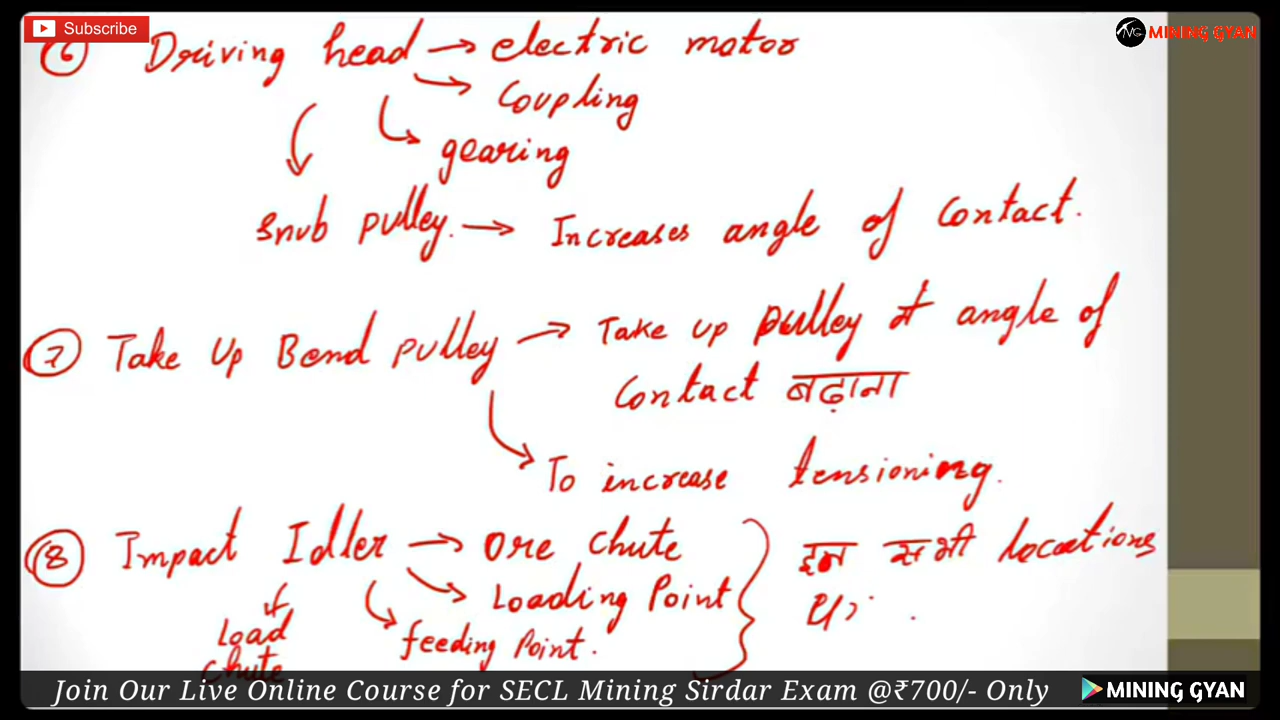 Subscribe
MINING GYAN
6 Driving head → electric motor
→ Coupling
→ gearing
Snub pulley. → Increases angle of Contact.
7 Take Up Bend pulley → Take up pulley में angle of
Contact बढ़ाना
→ To increase tensioning.
8 Impact Idler → Ore Chute
→ Loading Point
→ feeding Point.
Load
Chute
इन सभी locations
पर .
Join Our Live Online Course for SECL Mining Sirdar Exam @₹700/- Only
MINING GYAN